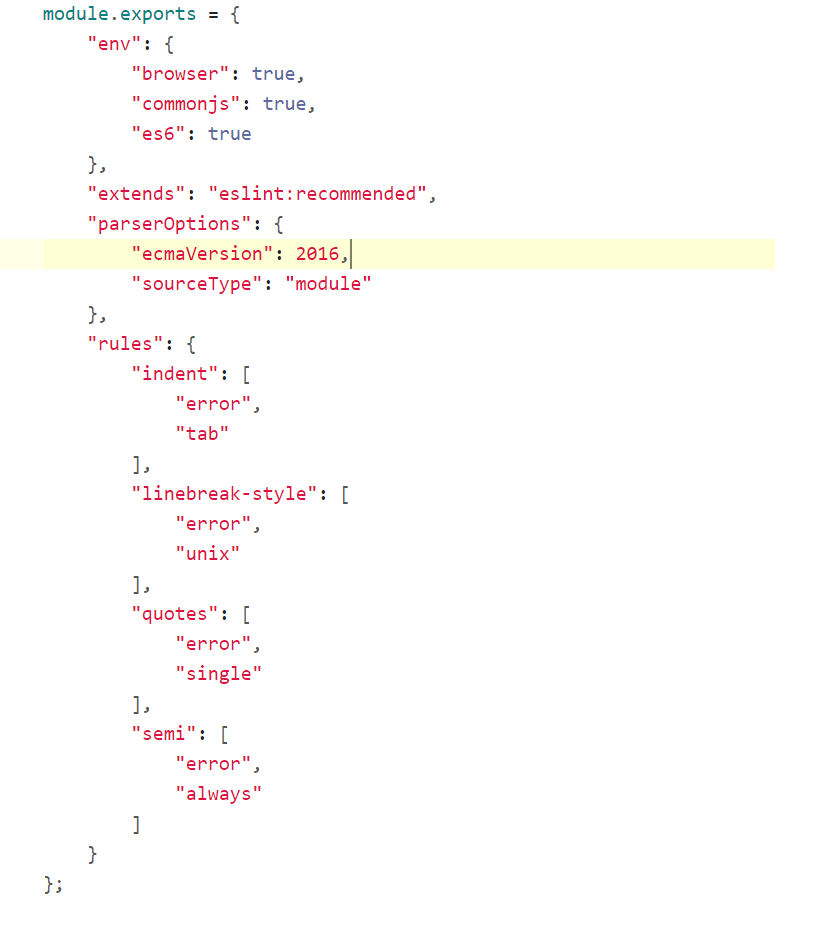 module.exports = {
    "env": {
        "browser": true,
        "commonjs": true,
        "es6": true
    },
    "extends": "eslint:recommended",
    "parserOptions": {
        "ecmaVersion": 2016,
        "sourceType": "module"
    },
    "rules": {
        "indent": [
            "error",
            "tab"
        ],
        "linebreak-style": [
            "error",
            "unix"
        ],
        "quotes": [
            "error",
            "single"
        ],
        "semi": [
            "error",
            "always"
        ]
    }
};